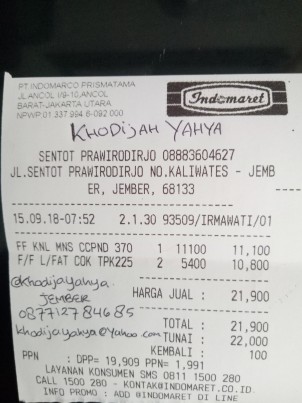 PT.INDOMARCO PRISMATAMA
JL.ANCOL I/9-10,ANCOL
BARAT-JAKARTA UTARA
NPWP:01.337.994.6-092.000
Indomaret
KHODIJAH YAHYA
SENTOT PRAWIRODIRJO 08883604627
JL.SENTOT PRAWIRODIRJO NO.KALIWATES - JEMB
ER, JEMBER, 68133
15.09.18-07:52 2.1.30 93509/IRMAWATI/01
FF KNL MNS CCPND 370 1 11100 11,100
F/F L/FAT COK TPK225 2 5400 10,800
@khodijayahya
JEMBER
HARGA JUAL : 21,900
087712784685
khodijayahya@yahoo.com
TOTAL : 21,900
TUNAI : 22,000
KEMBALI : 100
PPN : DPP= 19,909 PPN= 1,991
LAYANAN KONSUMEN SMS 0811 1500 280
CALL 1500 280 - KONTAK@INDOMARET.CO.ID
INFO PROMO : ADD @INDOMARET DI LINE